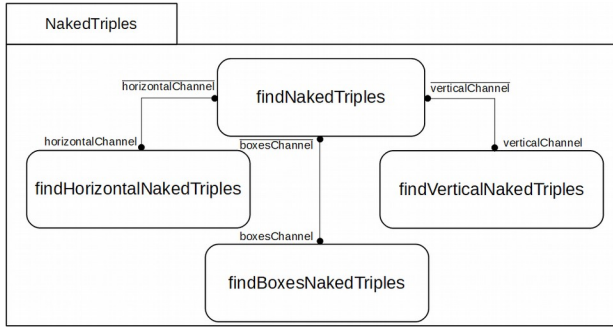 NakedTriples
horizontalChannel
findNakedTriples
verticalChannel
horizontalChannel
boxesChannel
verticalChannel
findHorizontalNakedTriples
findVerticalNakedTriples
boxesChannel
findBoxesNakedTriples